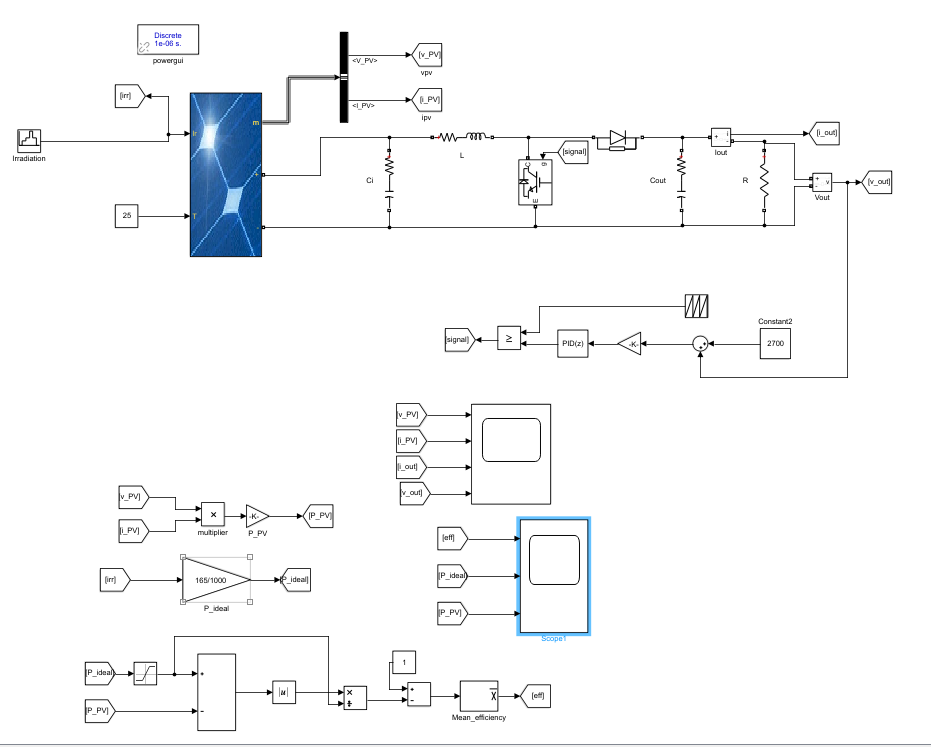 Discrete
1e-06 s.
powergui
<V_PV>
[v_PV]
vpv
<I_PV>
[i_PV]
ipv
[irr]
Irradiation
Ir
m
25
T
+
-
Ci
L
[signal]
g
C
E
Cout
Iout
+
i
-
[i_out]
R
+
-
v
Vout
[v_out]
[signal]
≥
PID(z)
-K-
+
-
Constant2
2700
[v_PV]
[i_PV]
[i_out]
[v_out]
[v_PV]
[i_PV]
×
multiplier
-K-
P_PV
[P_PV]
[irr]
165/1000
P_ideal
[P_ideal]
[eff]
[P_ideal]
[P_PV]
Scope1
[P_ideal]
[P_PV]
+
−
|u|
×
÷
1
+
−
x
Mean_efficiency
[eff]